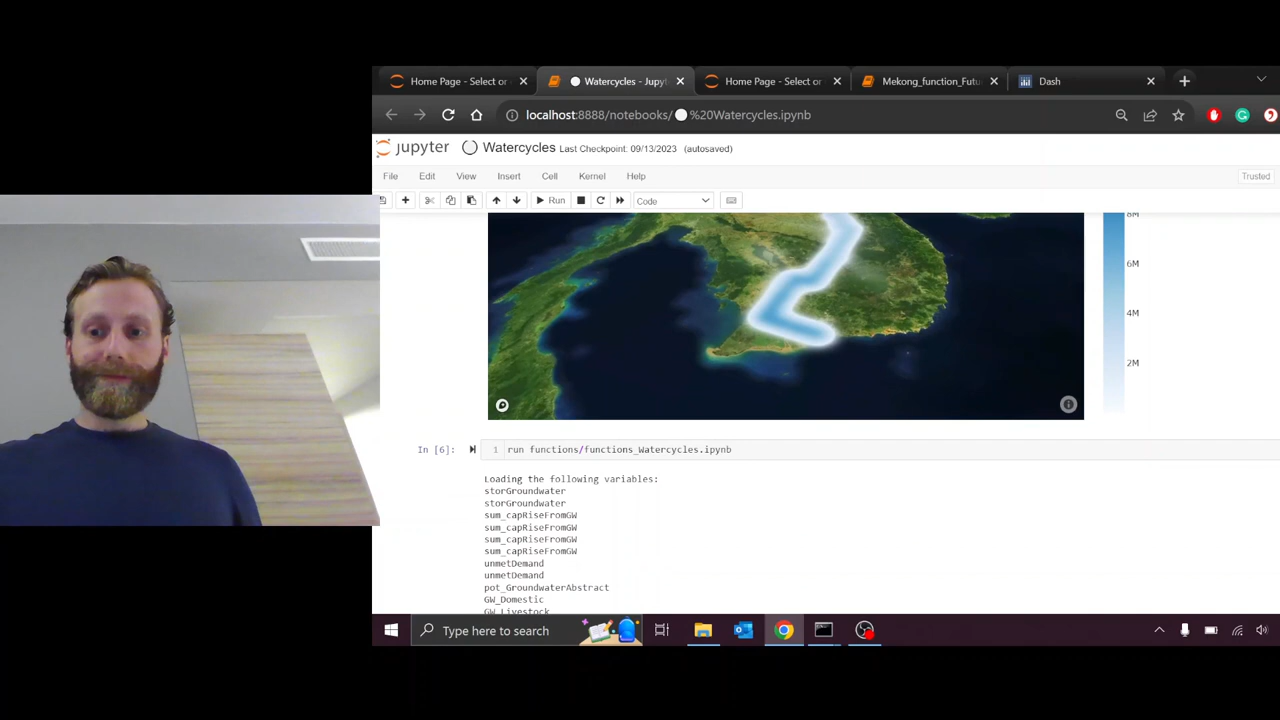 Home Page - Select or
Watercycles - Jupyt
Home Page - Select or
Mekong_function_Futu
Dash
localhost:8888/notebooks/ %20Watercycles.ipynb
jupyter
Watercycles Last Checkpoint: 09/13/2023 (autosaved)
File Edit View Insert Cell Kernel Help
Trusted
Run
Code
8M
6M
4M
2M
In [6]:
1 run functions/functions_Watercycles.ipynb
Loading the following variables:
storGroundwater
storGroundwater
sum_capRiseFromGW
sum_capRiseFromGW
sum_capRiseFromGW
sum_capRiseFromGW
unmetDemand
unmetDemand
pot_GroundwaterAbstract
GW_Domestic
GW_Livestock
Type here to search